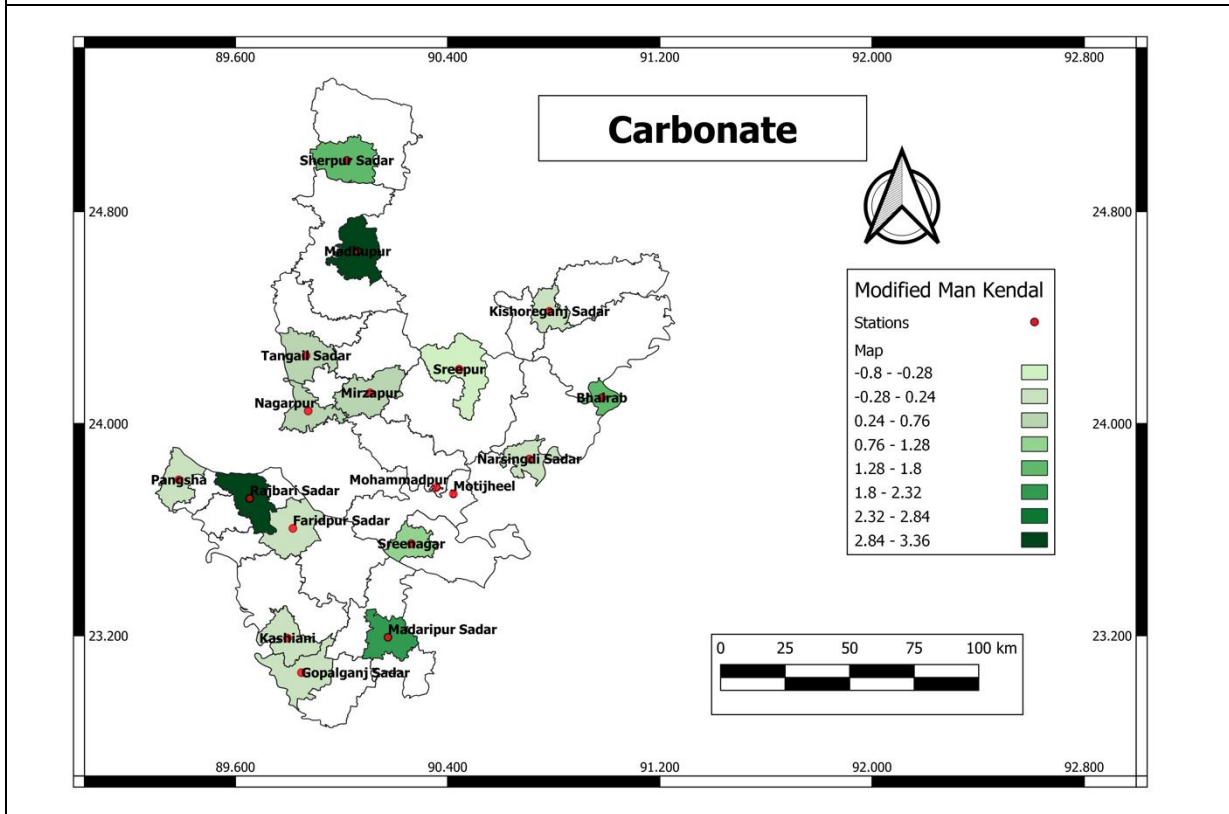 89.600 90.400 91.200 92.000 92.800
Carbonate
Sherpur Sadar
24.800 24.800
Madhupur
Modified Man Kendal
Kishoreganj Sadar
Stations
Map
Tangail Sadar
Sreepur
-0.8 - -0.28
Mirzapur
-0.28 - 0.24
Nagarpur
Bhairab
0.24 - 0.76
24.000 24.000
0.76 - 1.28
Narsingdi Sadar
1.28 - 1.8
Pangsha
Mohammadpur
Motijheel
Rajbari Sadar
1.8 - 2.32
2.32 - 2.84
Faridpur Sadar
2.84 - 3.36
Sreenagar
Kashiani
Madaripur Sadar
23.200 23.200
0 25 50 75 100 km
Gopalganj Sadar
89.600 90.400 91.200 92.000 92.800